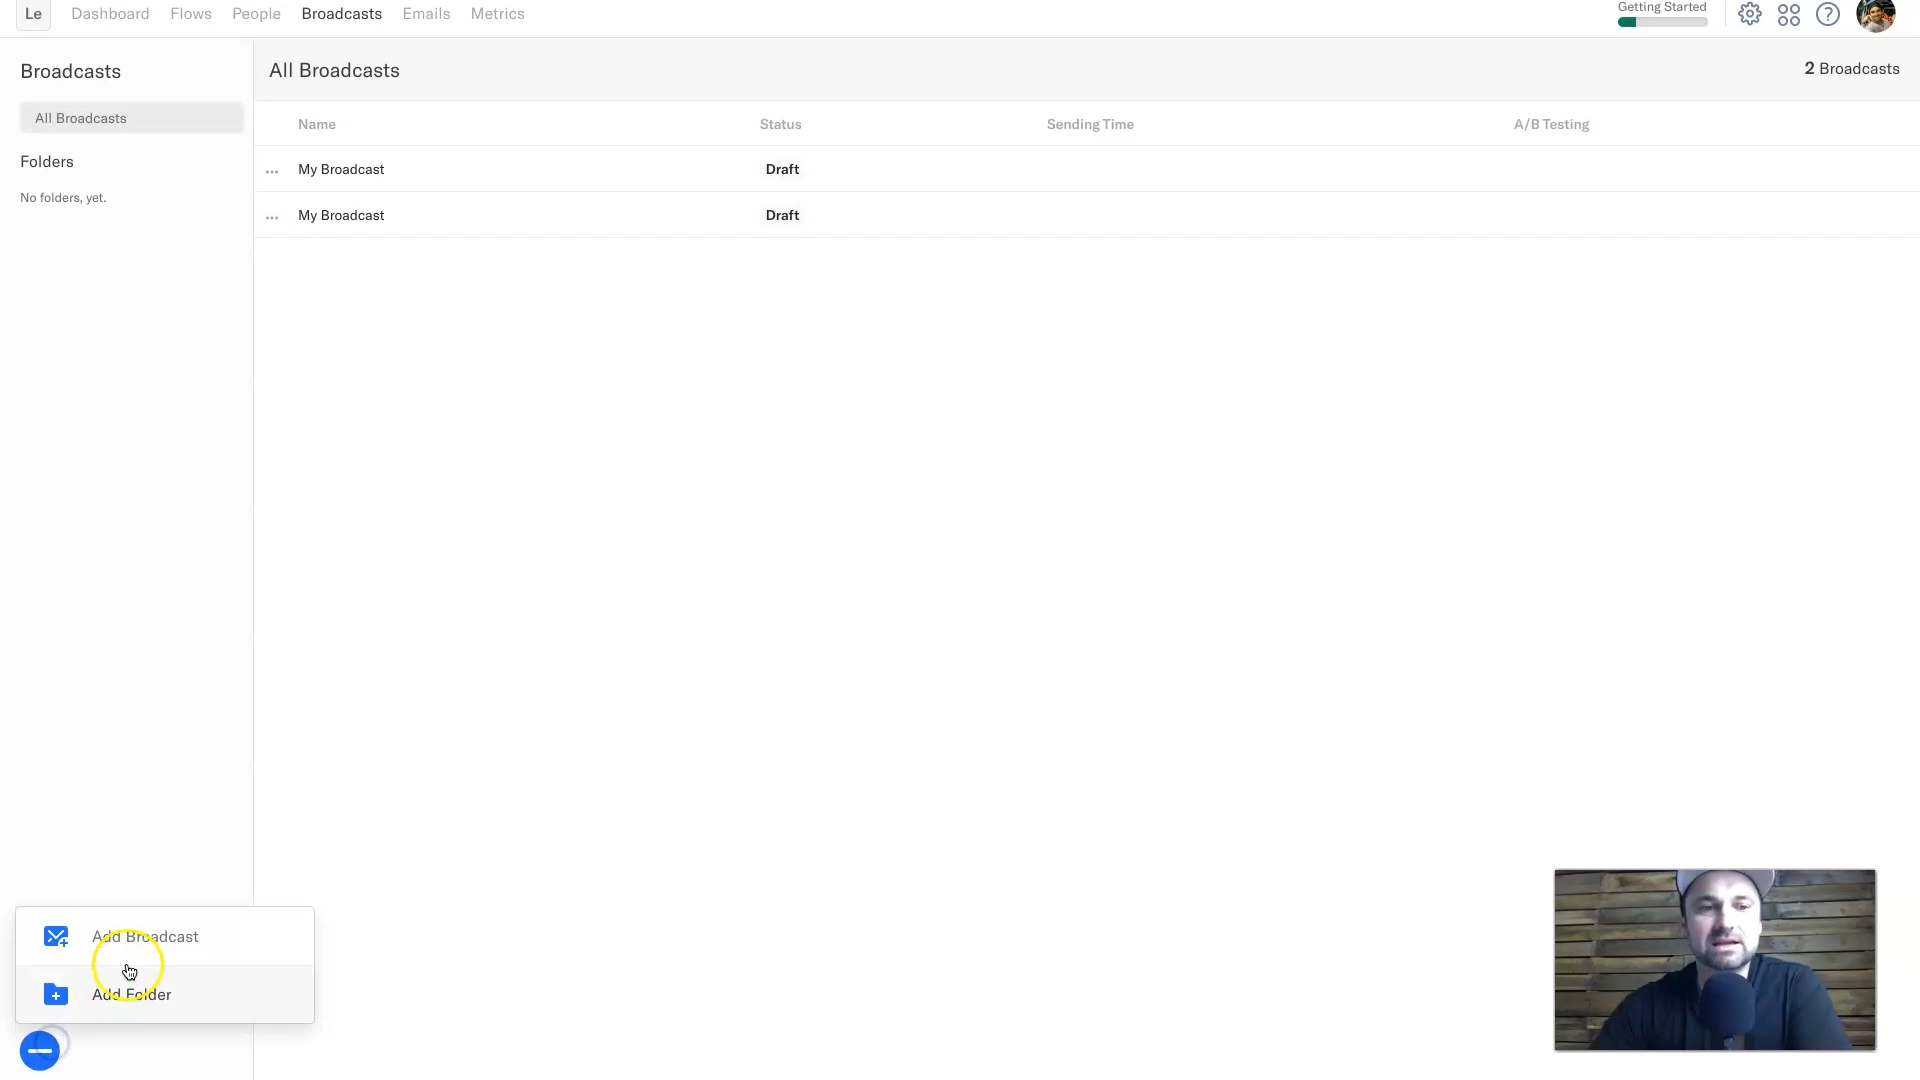 Le Dashboard Flows People Broadcasts Emails Metrics
Getting Started
Broadcasts
All Broadcasts
Folders
No folders, yet.
All Broadcasts
2 Broadcasts
Name Status Sending Time A/B Testing
My Broadcast Draft
My Broadcast Draft
Add Broadcast
Add Folder